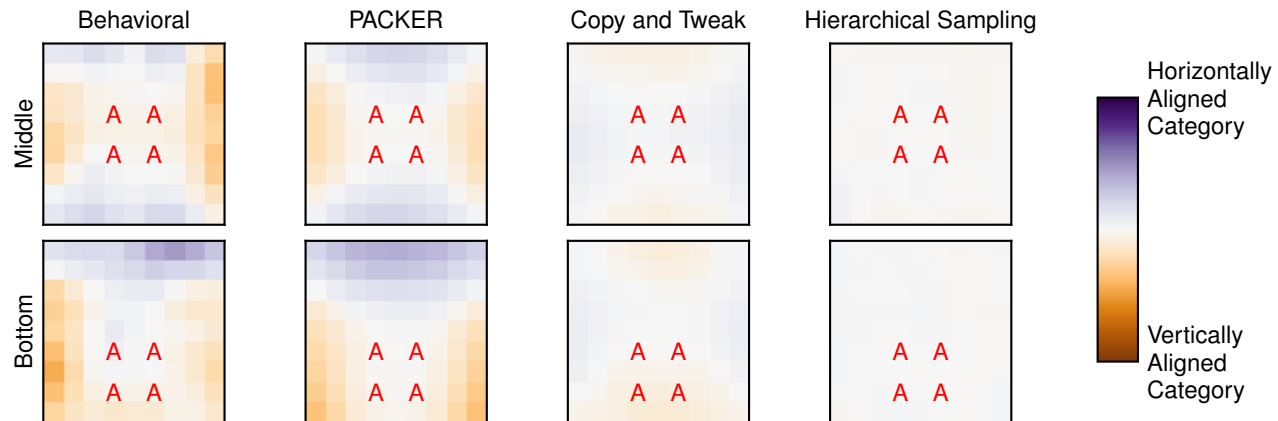 Behavioral
PACKER
Copy and Tweak
Hierarchical Sampling
Middle
A A
A A
A A
A A
A A
A A
A A
A A
Horizontally
Aligned
Category
Bottom
A A
A A
A A
A A
A A
A A
A A
A A
Vertically
Aligned
Category